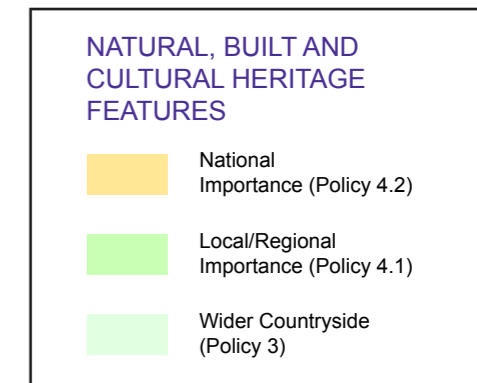 NATURAL, BUILT AND
CULTURAL HERITAGE
FEATURES
National
Importance (Policy 4.2)
Local/Regional
Importance (Policy 4.1)
Wider Countryside
(Policy 3)